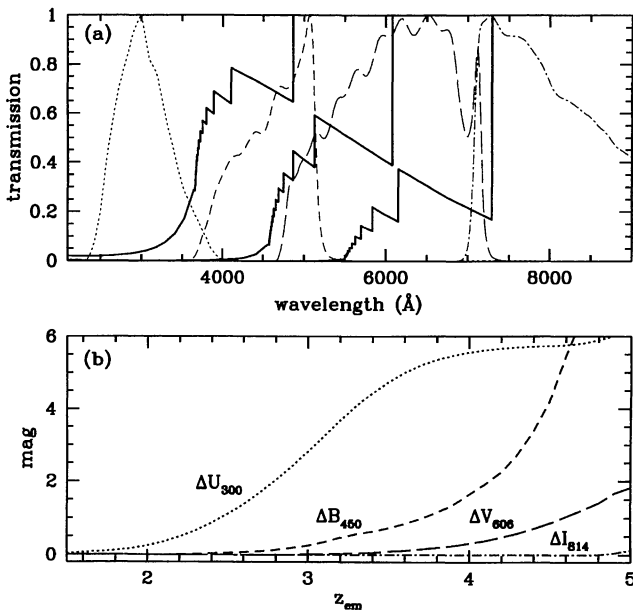 (a)
transmission
1
0.8
0.6
0.4
0.2
0
4000
6000
8000
wavelength (Å)
(b)
mag
6
4
2
0
ΔU300
ΔB450
ΔV606
ΔI814
2
3
4
5
z_em